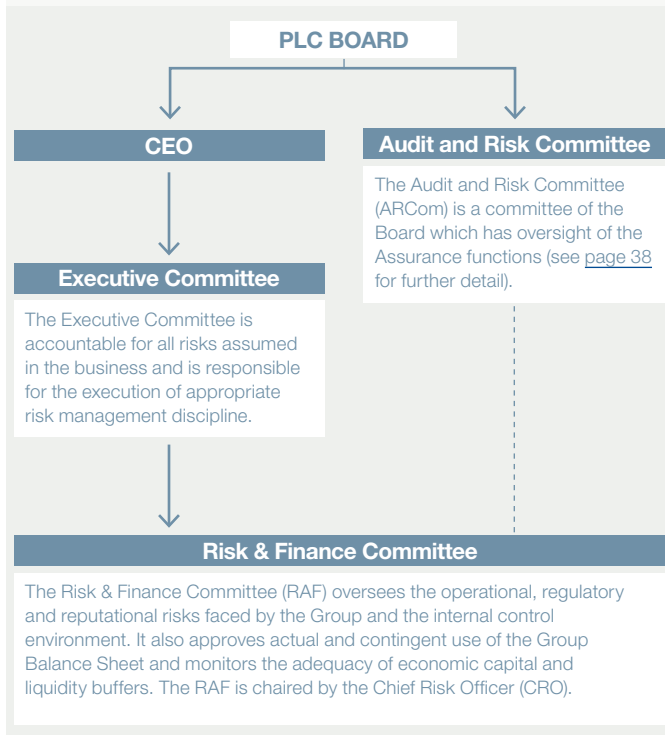 PLC BOARD
CEO
Executive Committee
The Executive Committee is
accountable for all risks assumed
in the business and is responsible
for the execution of appropriate
risk management discipline.
Audit and Risk Committee
The Audit and Risk Committee
(ARCom) is a committee of the
Board which has oversight of the
Assurance functions (see page 38
for further detail).
Risk & Finance Committee
The Risk & Finance Committee (RAF) oversees the operational, regulatory
and reputational risks faced by the Group and the internal control
environment. It also approves actual and contingent use of the Group
Balance Sheet and monitors the adequacy of economic capital and
liquidity buffers. The RAF is chaired by the Chief Risk Officer (CRO).